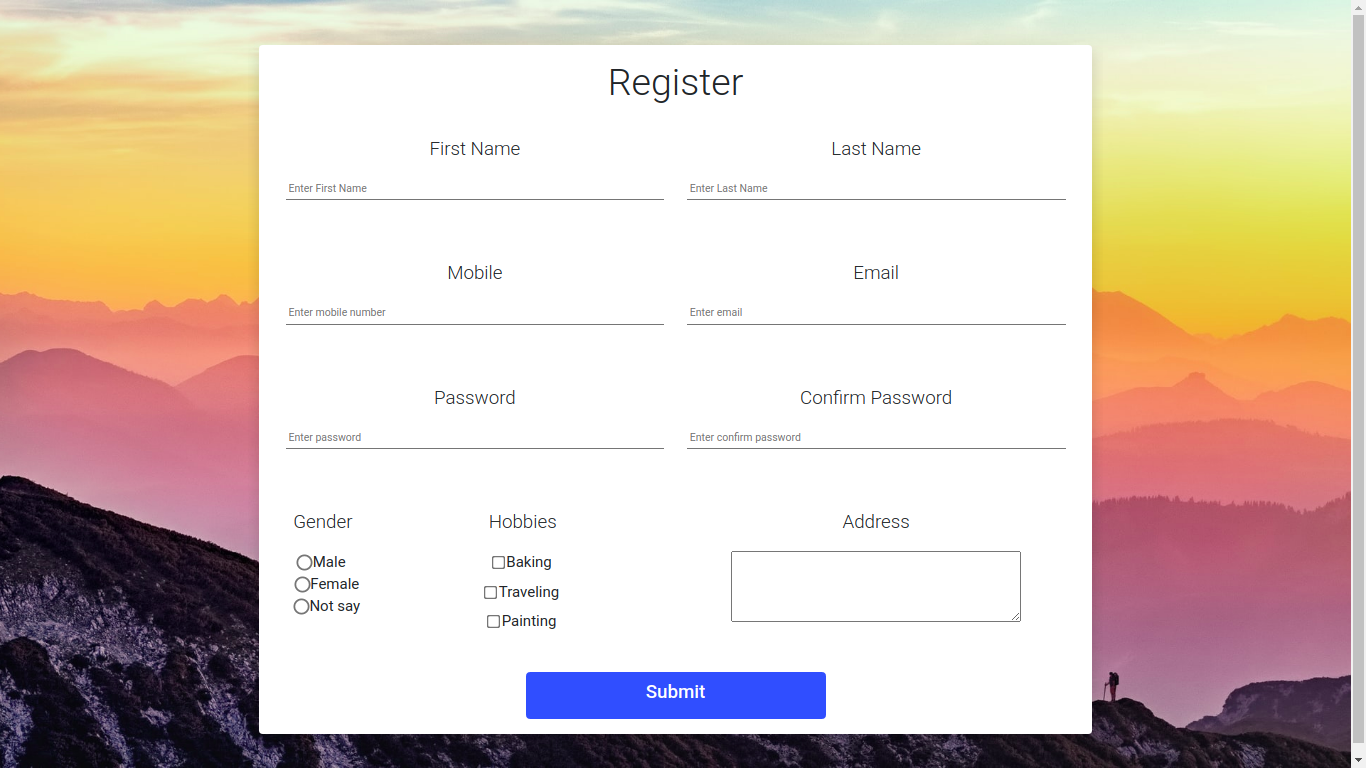 Register
First Name
Last Name
Enter First Name
Enter Last Name
Mobile
Email
Enter mobile number
Enter email
Password
Confirm Password
Enter password
Enter confirm password
Gender
Hobbies
Address
Male
Female
Not say
Baking
Traveling
Painting
Submit